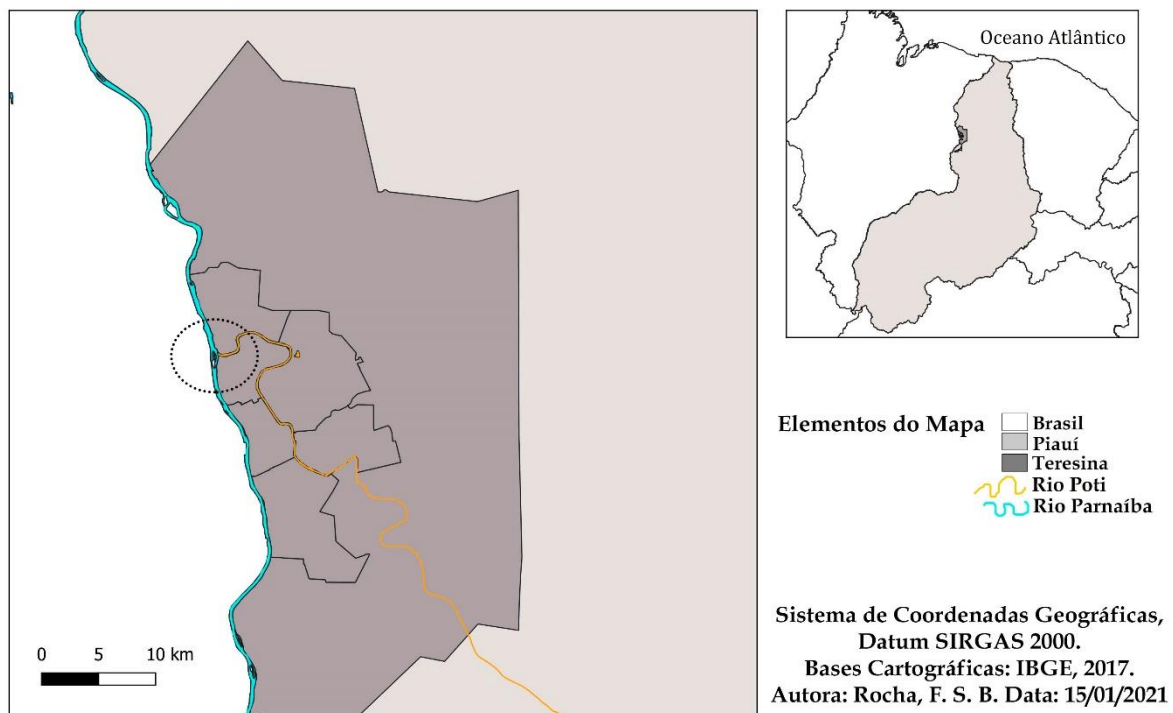 Oceano Atlântico
Elementos do Mapa
Brasil
Piauí
Teresina
Rio Poti
Rio Parnaíba
0 5 10 km
Sistema de Coordenadas Geográficas,
Datum SIRGAS 2000.
Bases Cartográficas: IBGE, 2017.
Autora: Rocha, F. S. B. Data: 15/01/2021